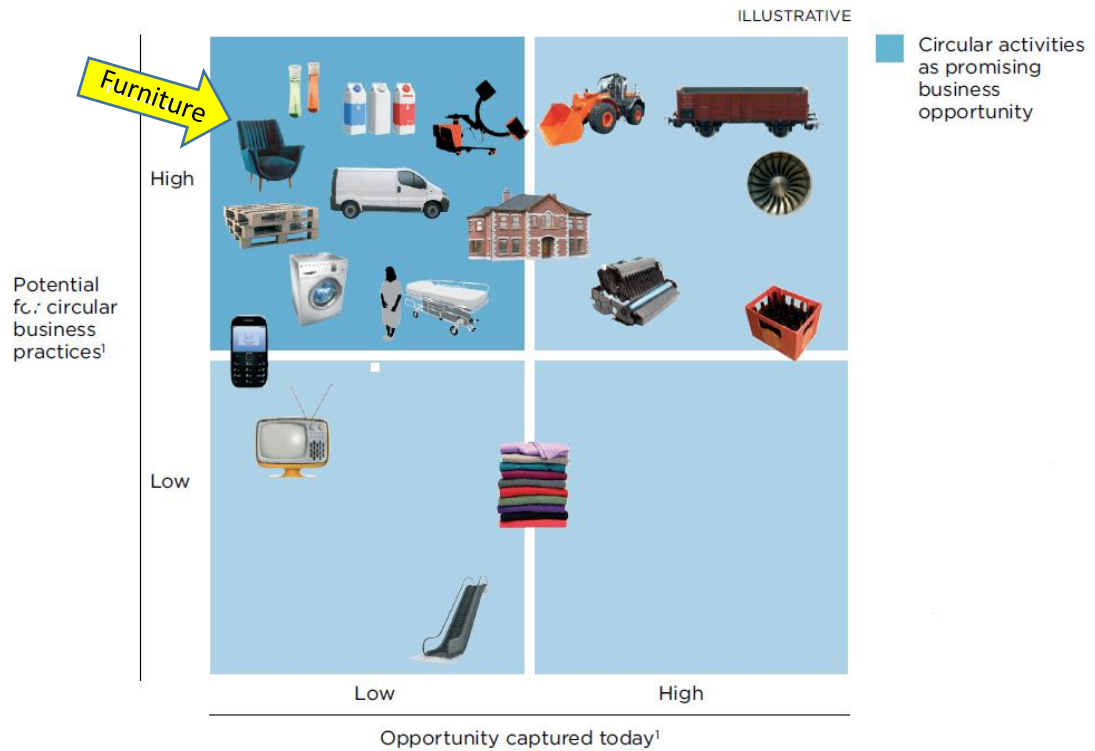 ILLUSTRATIVE
Circular activities
as promising
business
opportunity
Furniture
High
Potential
for circular
business
practices¹
Low
Low
High
Opportunity captured today¹